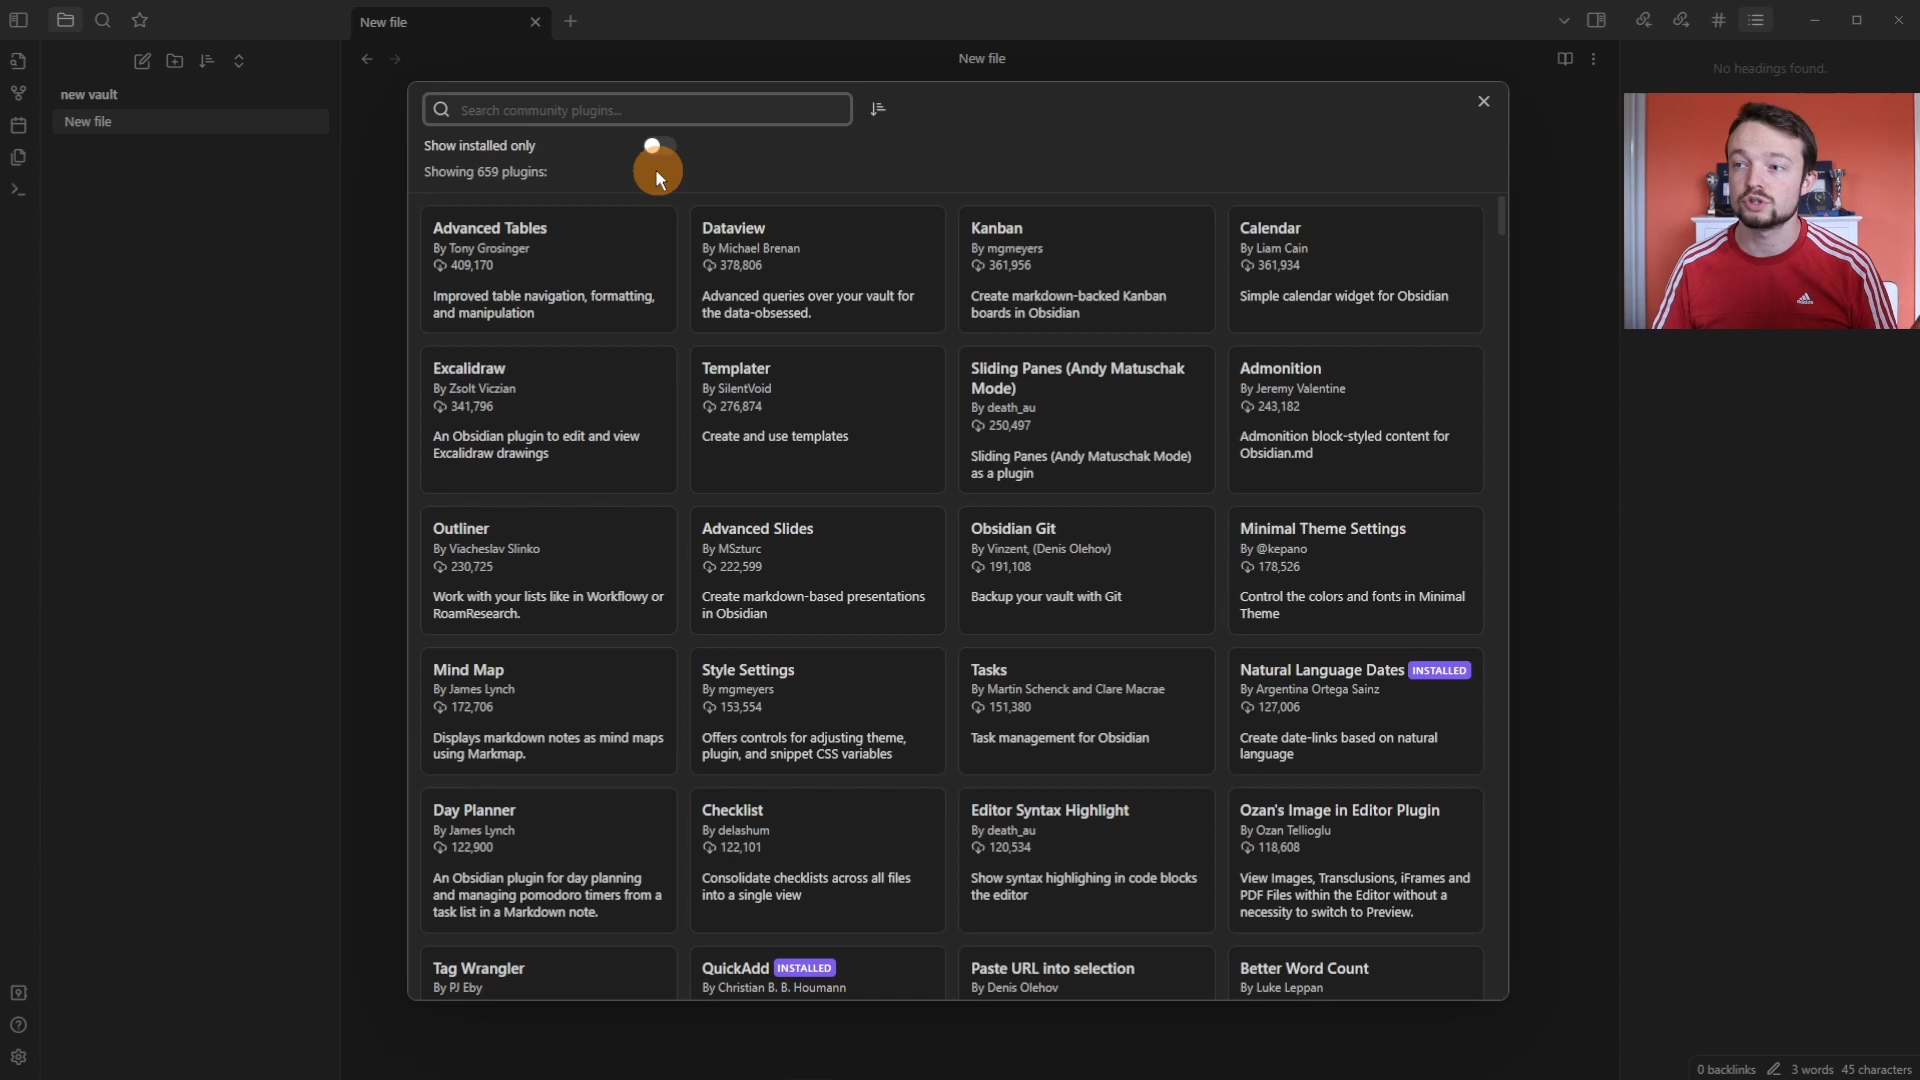 New file
New file
No headings found.
new vault
New file
Search community plugins...
Show installed only
Showing 659 plugins:
Advanced Tables
By Tony Grosinger
409,170
Improved table navigation, formatting,
and manipulation
Dataview
By Michael Brenan
378,806
Advanced queries over your vault for
the data-obsessed.
Kanban
By mgmeyers
361,956
Create markdown-backed Kanban
boards in Obsidian
Calendar
By Liam Cain
361,934
Simple calendar widget for Obsidian
Excalidraw
By Zsolt Viczian
341,796
An Obsidian plugin to edit and view
Excalidraw drawings
Templater
By SilentVoid
276,874
Create and use templates
Sliding Panes (Andy Matuschak
Mode)
By death_au
250,497
Sliding Panes (Andy Matuschak Mode)
as a plugin
Admonition
By Jeremy Valentine
243,182
Admonition block-styled content for
Obsidian.md
Outliner
By Viacheslav Slinko
230,725
Work with your lists like in Workflowy or
RoamResearch.
Advanced Slides
By MSzturc
222,599
Create markdown-based presentations
in Obsidian
Obsidian Git
By Vinzent, (Denis Olehov)
191,108
Backup your vault with Git
Minimal Theme Settings
By @kepano
178,526
Control the colors and fonts in Minimal
Theme
Mind Map
By James Lynch
172,706
Displays markdown notes as mind maps
using Markmap.
Style Settings
By mgmeyers
153,554
Offers controls for adjusting theme,
plugin, and snippet CSS variables
Tasks
By Martin Schenck and Clare Macrae
151,380
Task management for Obsidian
Natural Language Dates INSTALLED
By Argentina Ortega Sainz
127,006
Create date-links based on natural
language
Day Planner
By James Lynch
122,900
An Obsidian plugin for day planning
and managing pomodoro timers from a
task list in a Markdown note.
Checklist
By delashum
122,101
Consolidate checklists across all files
into a single view
Editor Syntax Highlight
By death_au
120,534
Show syntax highlighing in code blocks
the editor
Ozan's Image in Editor Plugin
By Ozan Tellioglu
118,608
View Images, Transclusions, iFrames and
PDF Files within the Editor without a
necessity to switch to Preview.
Tag Wrangler
By PJ Eby
QuickAdd INSTALLED
By Christian B. B. Houmann
Paste URL into selection
By Denis Olehov
Better Word Count
By Luke Leppan
adidas
0 backlinks 3 words 45 characters